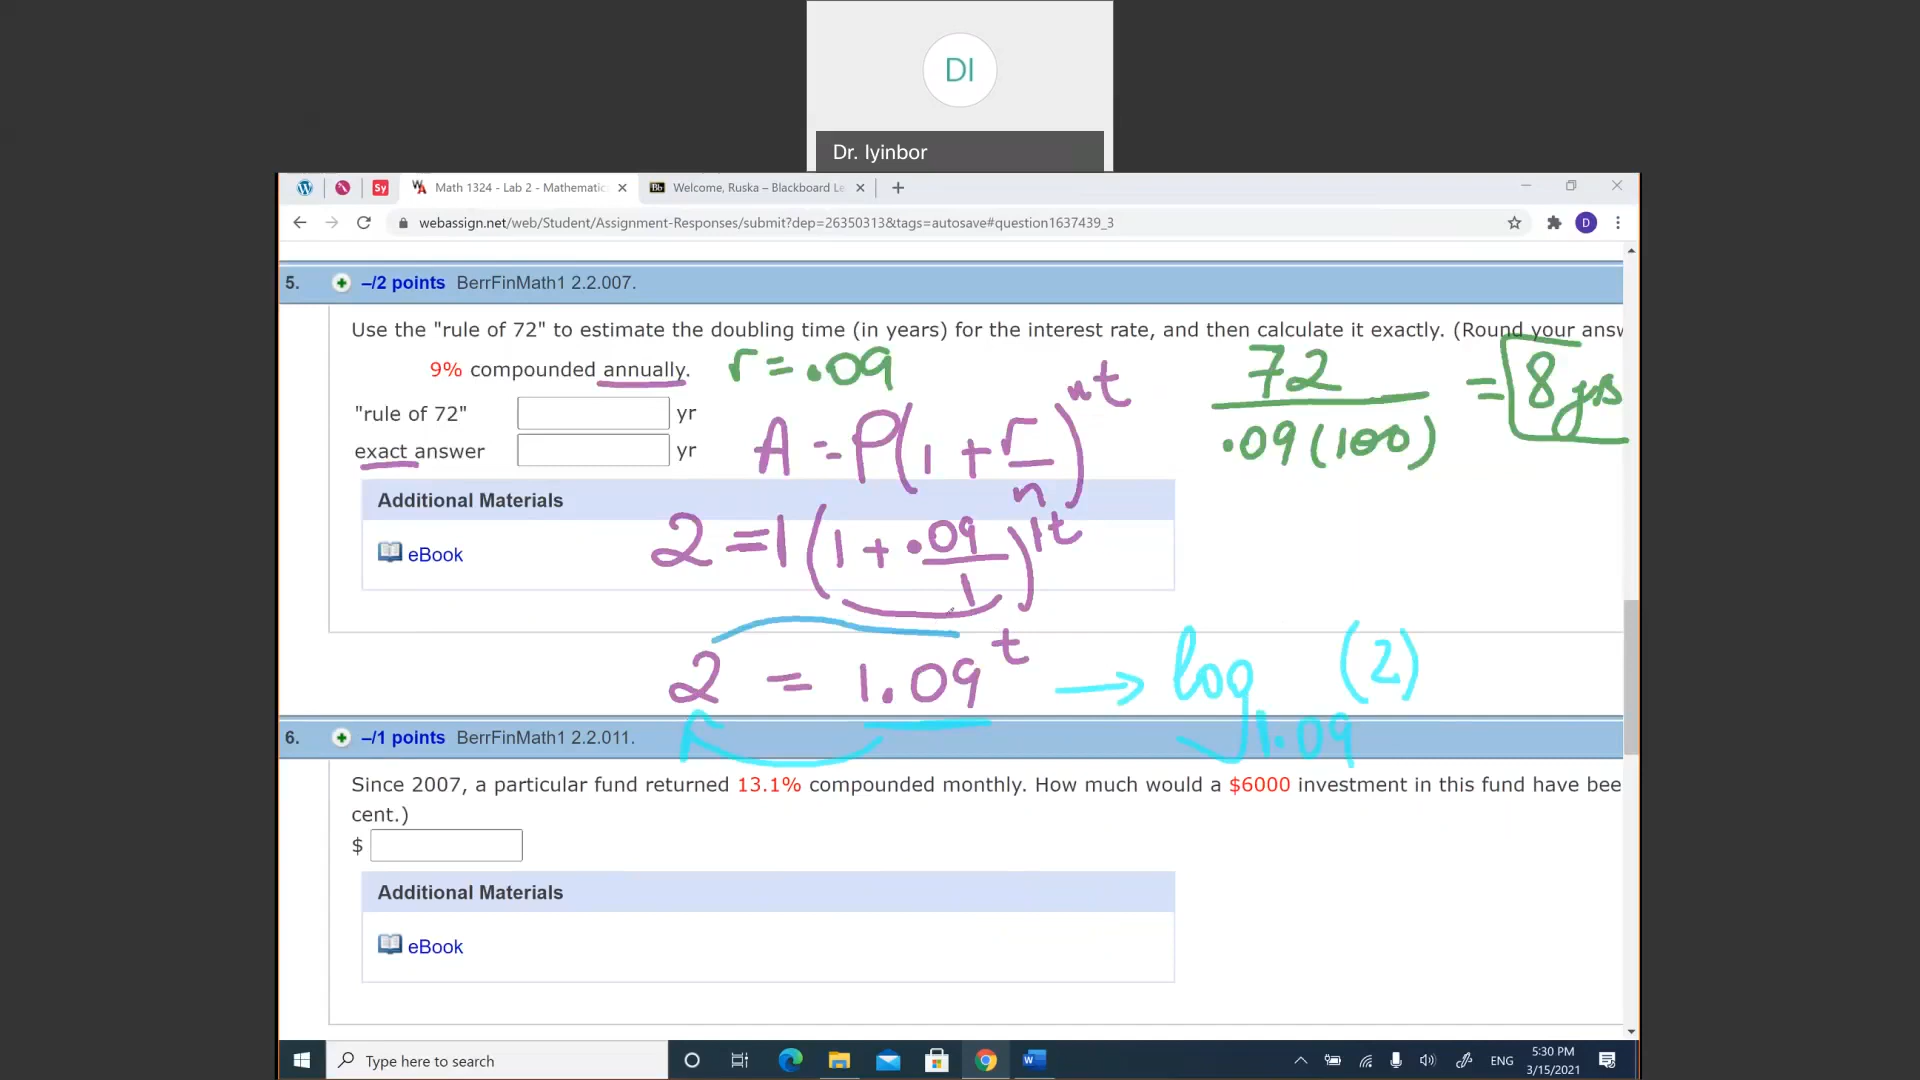 DI
Dr. Iyinbor
Sy
Math 1324 - Lab 2 - Mathematic
Bb
Welcome, Ruska – Blackboard Le
webassign.net/web/Student/Assignment-Responses/submit?dep=26350313&tags=autosave#question1637439_3
D
5. –/2 points BerrFinMath1 2.2.007.
Use the "rule of 72" to estimate the doubling time (in years) for the interest rate, and then calculate it exactly. (Round your answ
9% compounded annually. r = .09
72 / .09(100) = 8 yrs
"rule of 72" yr
exact answer yr
A = P(1 + r/n)^nt
Additional Materials
2 = 1(1 + .09/1)^1t
eBook
2 = 1.09^t → log 1.09 (2)
6. –/1 points BerrFinMath1 2.2.011.
Since 2007, a particular fund returned 13.1% compounded monthly. How much would a $6000 investment in this fund have bee
cent.)
$
Additional Materials
eBook
Type here to search
ENG
5:30 PM
3/15/2021